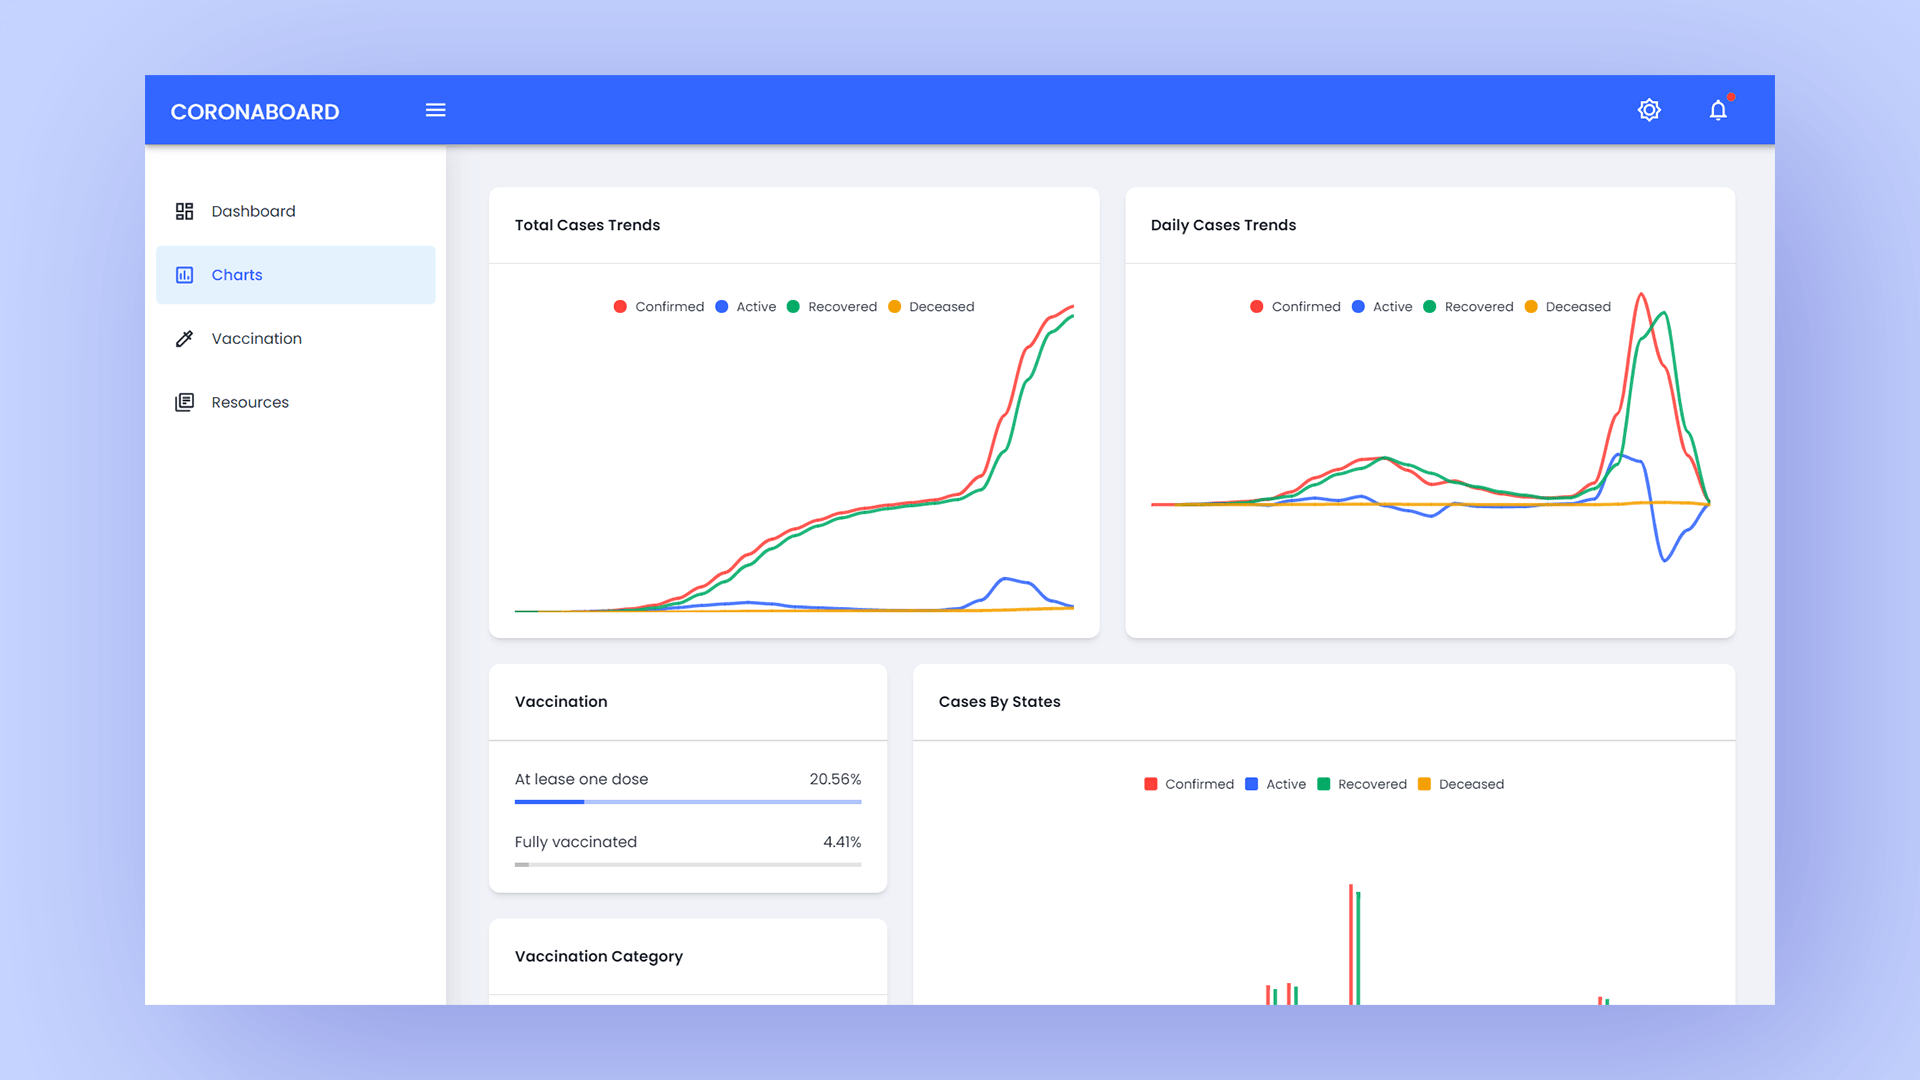 CORONABOARD
Dashboard
Charts
Vaccination
Resources
Total Cases Trends
Confirmed Active Recovered Deceased
Daily Cases Trends
Confirmed Active Recovered Deceased
Vaccination
At lease one dose 20.56%
Fully vaccinated 4.41%
Cases By States
Confirmed Active Recovered Deceased
Vaccination Category